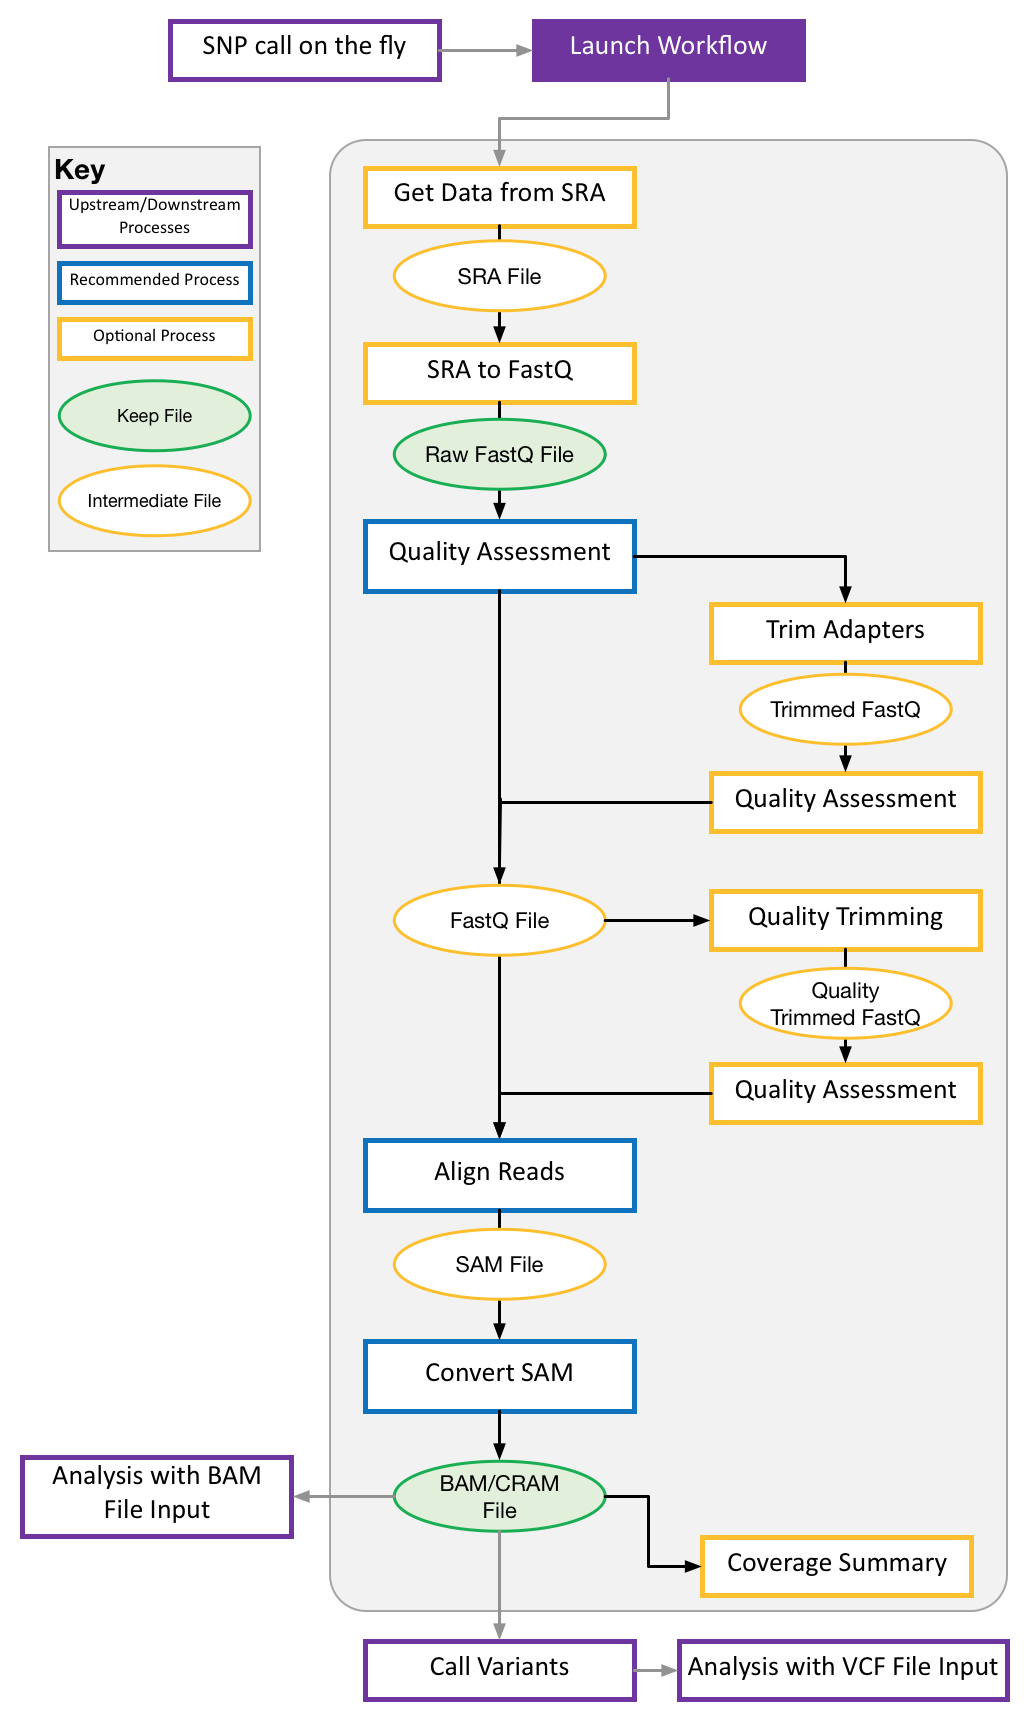 SNP call on the fly
Launch Workflow
Key
Upstream/Downstream
Processes
Recommended Process
Optional Process
Keep File
Intermediate File
Get Data from SRA
SRA File
SRA to FastQ
Raw FastQ File
Quality Assessment
Trim Adapters
Trimmed FastQ
Quality Assessment
FastQ File
Quality Trimming
Quality
Trimmed FastQ
Quality Assessment
Align Reads
SAM File
Convert SAM
BAM/CRAM
File
Analysis with BAM
File Input
Coverage Summary
Call Variants
Analysis with VCF File Input